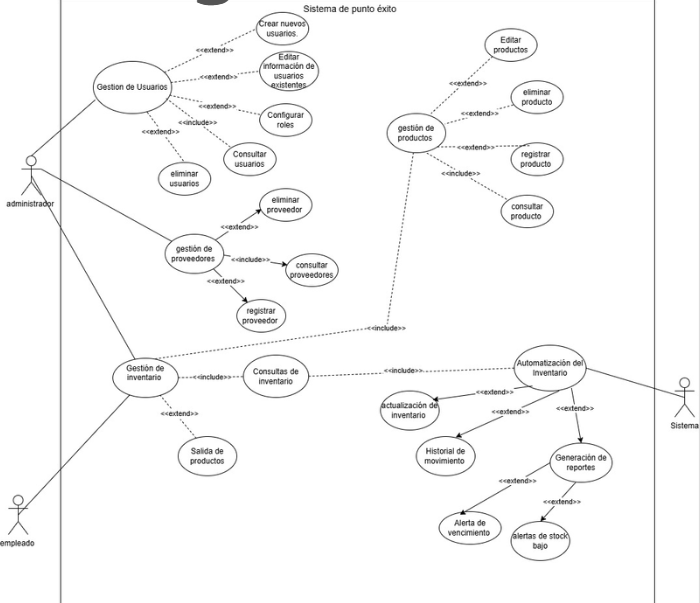 Sistema de punto éxito
Crear nuevos
usuarios.
<<extend>>
Editar
información de
usuarios
existentes
<<extend>>
Gestion de Usuarios
<<extend>>
Configurar
roles
<<include>>
<<extend>>
Consultar
usuarios
eliminar
usuarios
administrador
Editar
productos
<<extend>>
eliminar
producto
<<extend>>
gestión de
productos
<<extend>>
registrar
producto
<<include>>
consultar
producto
eliminar
proveedor
<<extend>>
gestión de
proveedores
<<include>>
consultar
proveedores
<<extend>>
registrar
proveedor
<<include>>
Gestión de
inventario
<<include>>
Consultas de
inventario
<<include>>
Automatización del
Inventario
<<extend>>
Salida de
productos
<<extend>>
actualización de
inventario
<<extend>>
Historial de
movimiento
<<extend>>
Generación de
reportes
<<extend>>
Alerta de
vencimiento
<<extend>>
alertas de stock
bajo
Sistema
empleado